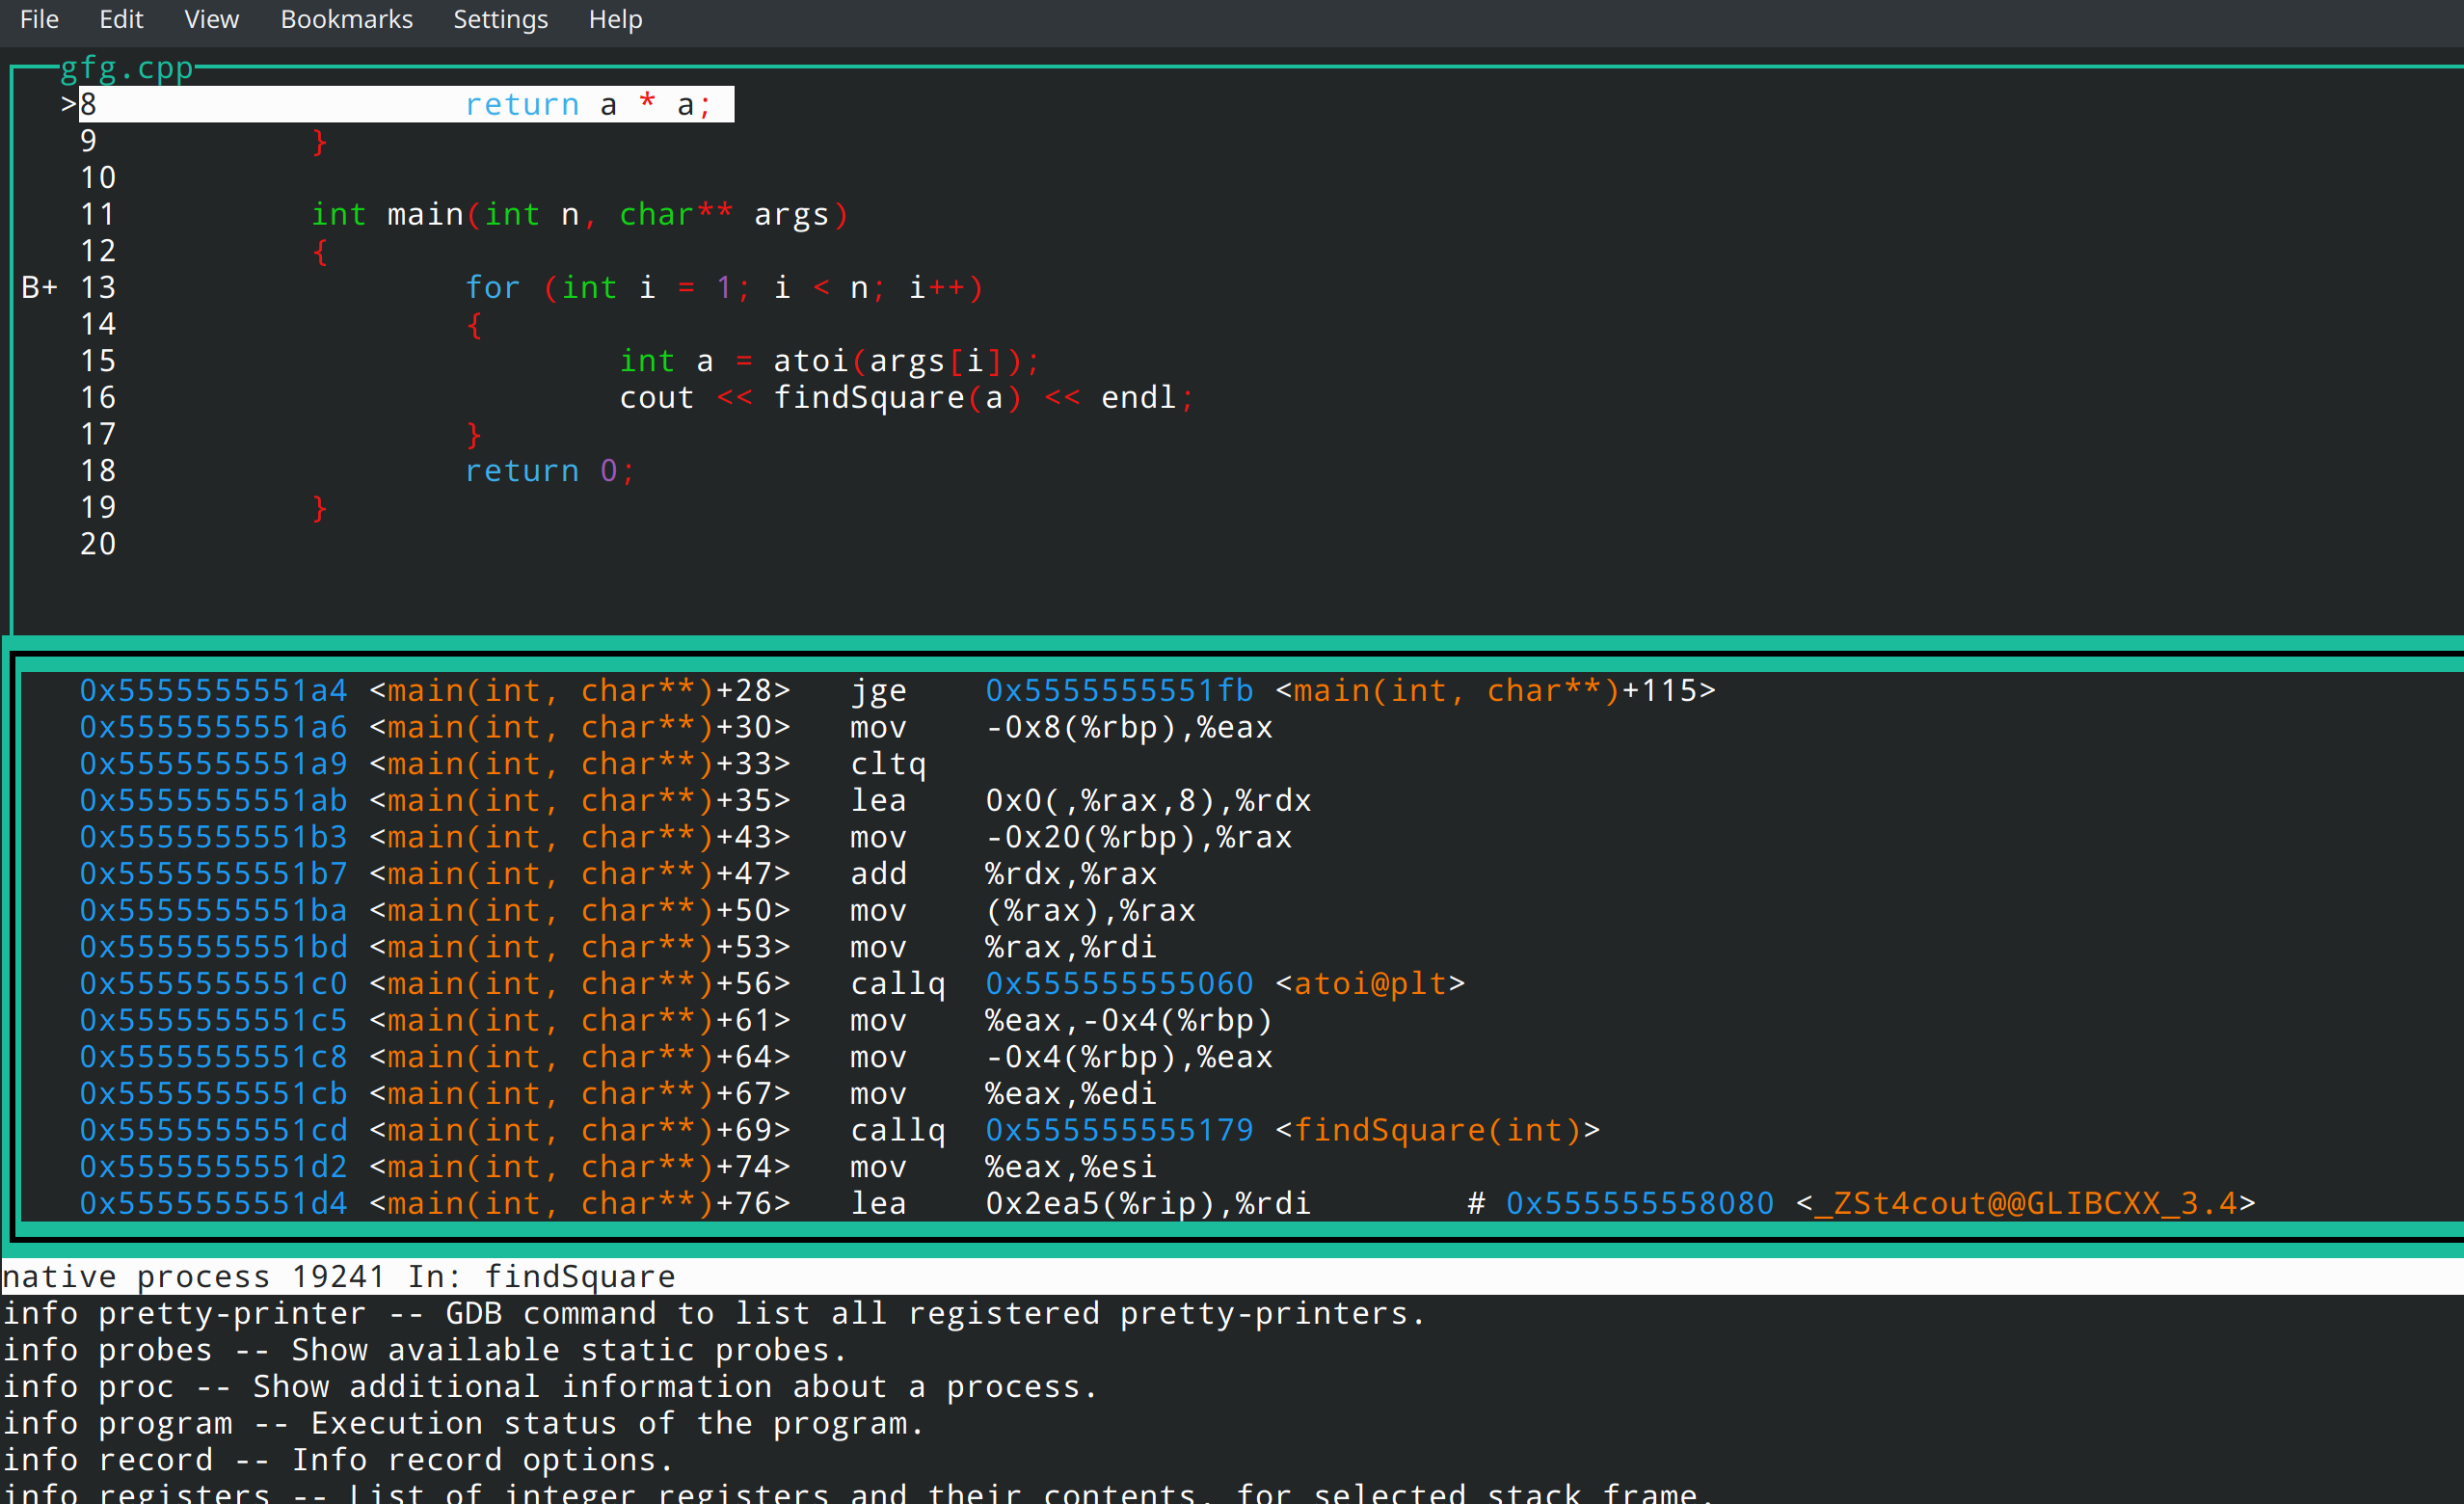 File Edit View Bookmarks Settings Help
gfg.cpp
>8 return a * a;
9 }
10
11 int main(int n, char** args)
12 {
B+ 13 for (int i = 1; i < n; i++)
14 {
15 int a = atoi(args[i]);
16 cout << findSquare(a) << endl;
17 }
18 return 0;
19 }
20
0x5555555551a4 <main(int, char**)+28> jge 0x5555555551fb <main(int, char**)+115>
0x5555555551a6 <main(int, char**)+30> mov -0x8(%rbp),%eax
0x5555555551a9 <main(int, char**)+33> cltq
0x5555555551ab <main(int, char**)+35> lea 0x0(,%rax,8),%rdx
0x5555555551b3 <main(int, char**)+43> mov -0x20(%rbp),%rax
0x5555555551b7 <main(int, char**)+47> add %rdx,%rax
0x5555555551ba <main(int, char**)+50> mov (%rax),%rax
0x5555555551bd <main(int, char**)+53> mov %rax,%rdi
0x5555555551c0 <main(int, char**)+56> callq 0x555555555060 <atoi@plt>
0x5555555551c5 <main(int, char**)+61> mov %eax,-0x4(%rbp)
0x5555555551c8 <main(int, char**)+64> mov -0x4(%rbp),%eax
0x5555555551cb <main(int, char**)+67> mov %eax,%edi
0x5555555551cd <main(int, char**)+69> callq 0x555555555179 <findSquare(int)>
0x5555555551d2 <main(int, char**)+74> mov %eax,%esi
0x5555555551d4 <main(int, char**)+76> lea 0x2ea5(%rip),%rdi # 0x555555558080 <_ZSt4cout@@GLIBCXX_3.4>
native process 19241 In: findSquare
info pretty-printer -- GDB command to list all registered pretty-printers.
info probes -- Show available static probes.
info proc -- Show additional information about a process.
info program -- Execution status of the program.
info record -- Info record options.
info registers -- List of integer registers and their contents, for selected stack frame.